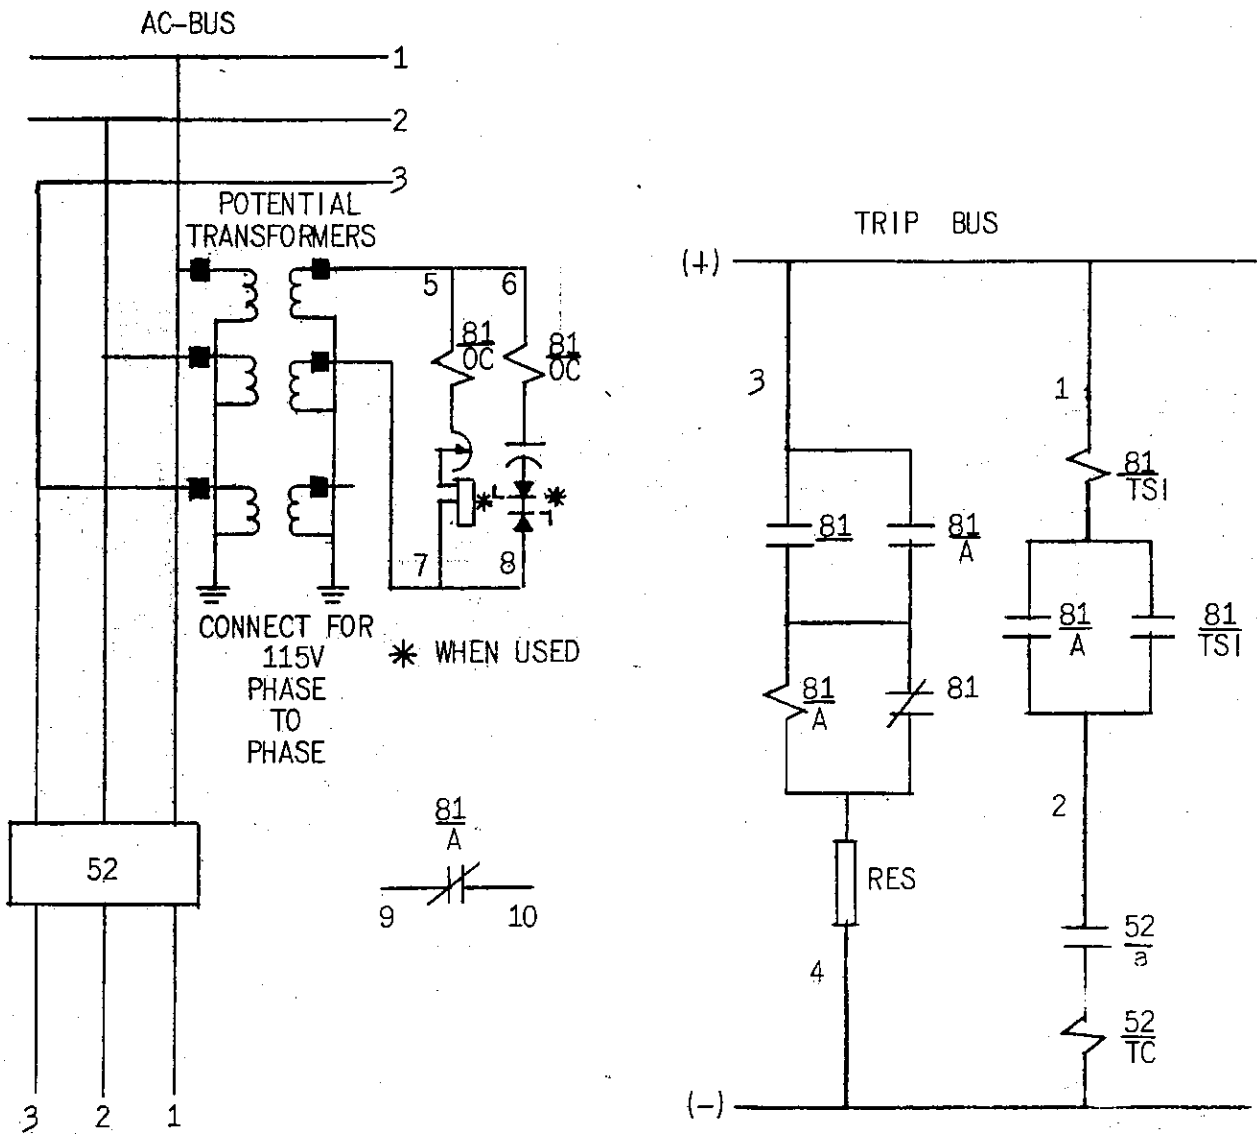 AC-BUS
1
2
3
POTENTIAL
TRANSFORMERS
TRIP BUS
(+)
5
6
81
OC
81
OC
3
1
81
TSI
81
81
A
7
8
81
A
81
TSI
CONNECT FOR
115V
PHASE
TO
PHASE
* WHEN USED
81
A
81
81
A
2
52
9
10
RES
52
a
4
52
TC
(-)
3
2
1